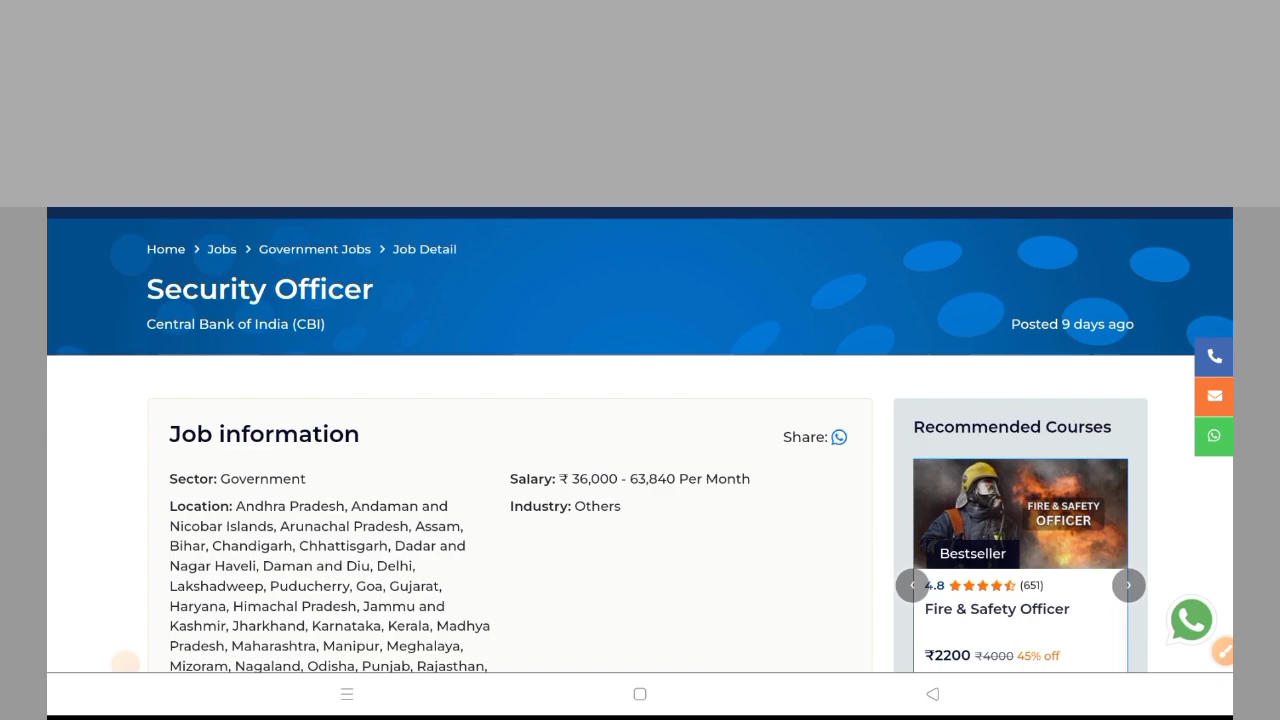 Home > Jobs > Government Jobs > Job Detail
Security Officer
Central Bank of India (CBI)
Posted 9 days ago
Job information
Share:
Sector: Government
Salary: ₹ 36,000 - 63,840 Per Month
Location: Andhra Pradesh, Andaman and
Nicobar Islands, Arunachal Pradesh, Assam,
Bihar, Chandigarh, Chhattisgarh, Dadar and
Nagar Haveli, Daman and Diu, Delhi,
Lakshadweep, Puducherry, Goa, Gujarat,
Haryana, Himachal Pradesh, Jammu and
Kashmir, Jharkhand, Karnataka, Kerala, Madhya
Pradesh, Maharashtra, Manipur, Meghalaya,
Mizoram, Nagaland, Odisha, Punjab, Rajasthan,
Industry: Others
Recommended Courses
FIRE & SAFETY
OFFICER
Bestseller
4.8 (651)
Fire & Safety Officer
₹2200 ₹4000 45% off